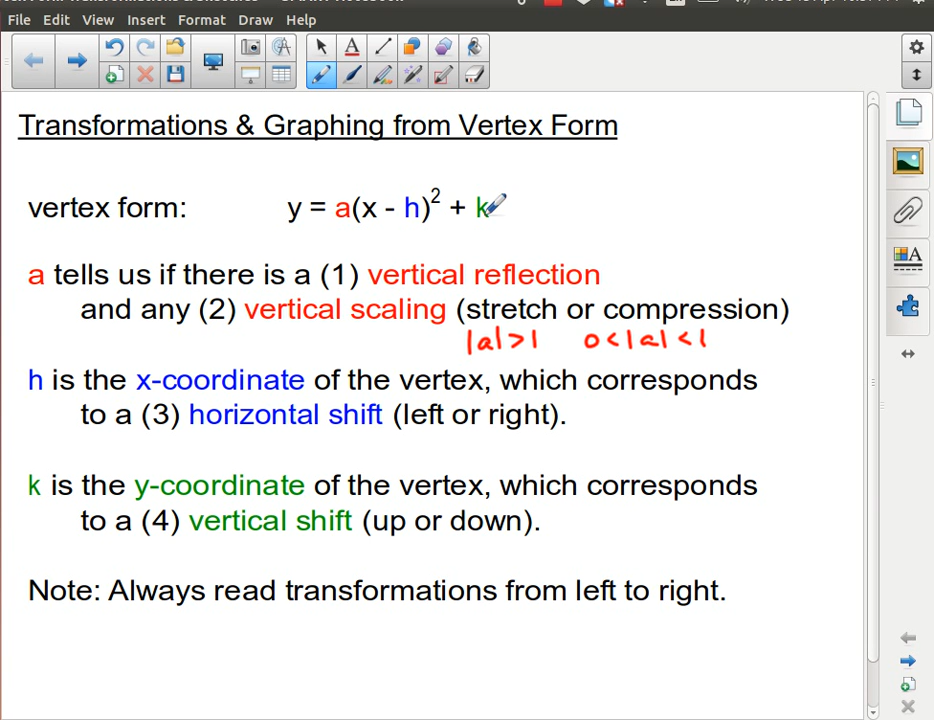 File Edit View Insert Format Draw Help
Transformations & Graphing from Vertex Form
vertex form: y = a(x - h)² + k
a tells us if there is a (1) vertical reflection
and any (2) vertical scaling (stretch or compression)
|a| > 1 0 < |a| < 1
h is the x-coordinate of the vertex, which corresponds
to a (3) horizontal shift (left or right).
k is the y-coordinate of the vertex, which corresponds
to a (4) vertical shift (up or down).
Note: Always read transformations from left to right.